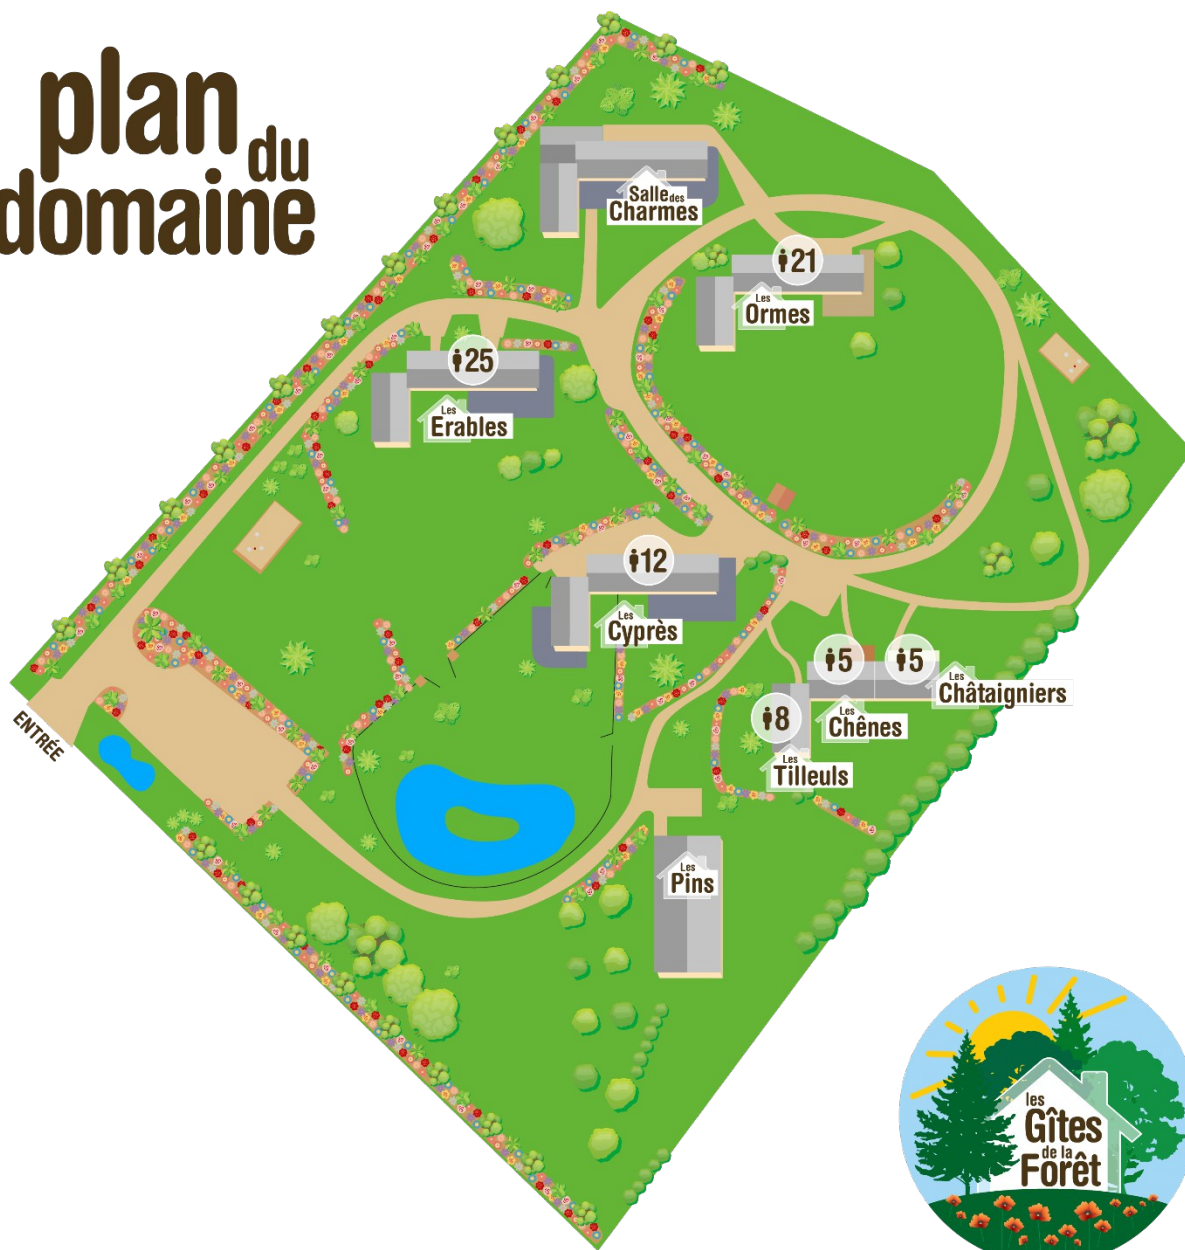 plan du
domaine
Salle des
Charmes
21
Les
Ormes
25
Les
Erables
12
Les
Cyprès
5
5
Les
Châtaigniers
8
Les
Chênes
Les
Tilleuls
ENTRÉE
Les
Pins
les
Gîtes
de la
Forêt